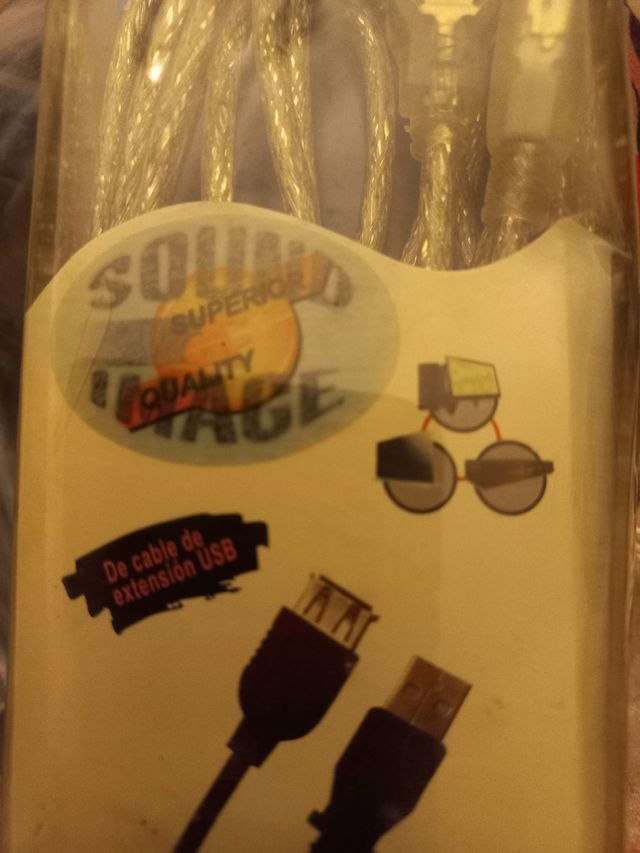 SOUND
SUPERIOR
QUALITY
IMAGE
De cable de
extensión USB